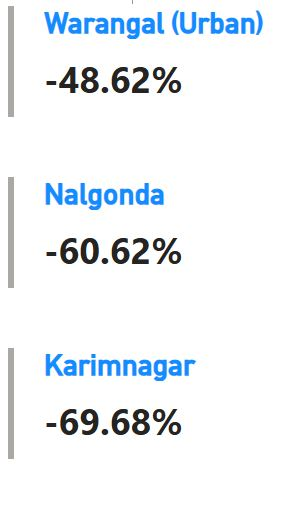 Warangal (Urban)
-48.62%
Nalgonda
-60.62%
Karimnagar
-69.68%